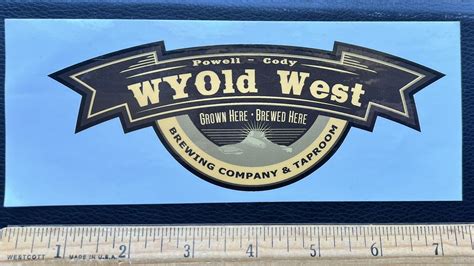 Powell - Cody
WYOld West
Grown Here • Brewed Here
BREWING COMPANY & TAPROOM
1 2 3 4 5 6 7
WESTCOTT MADE IN U.S.A.